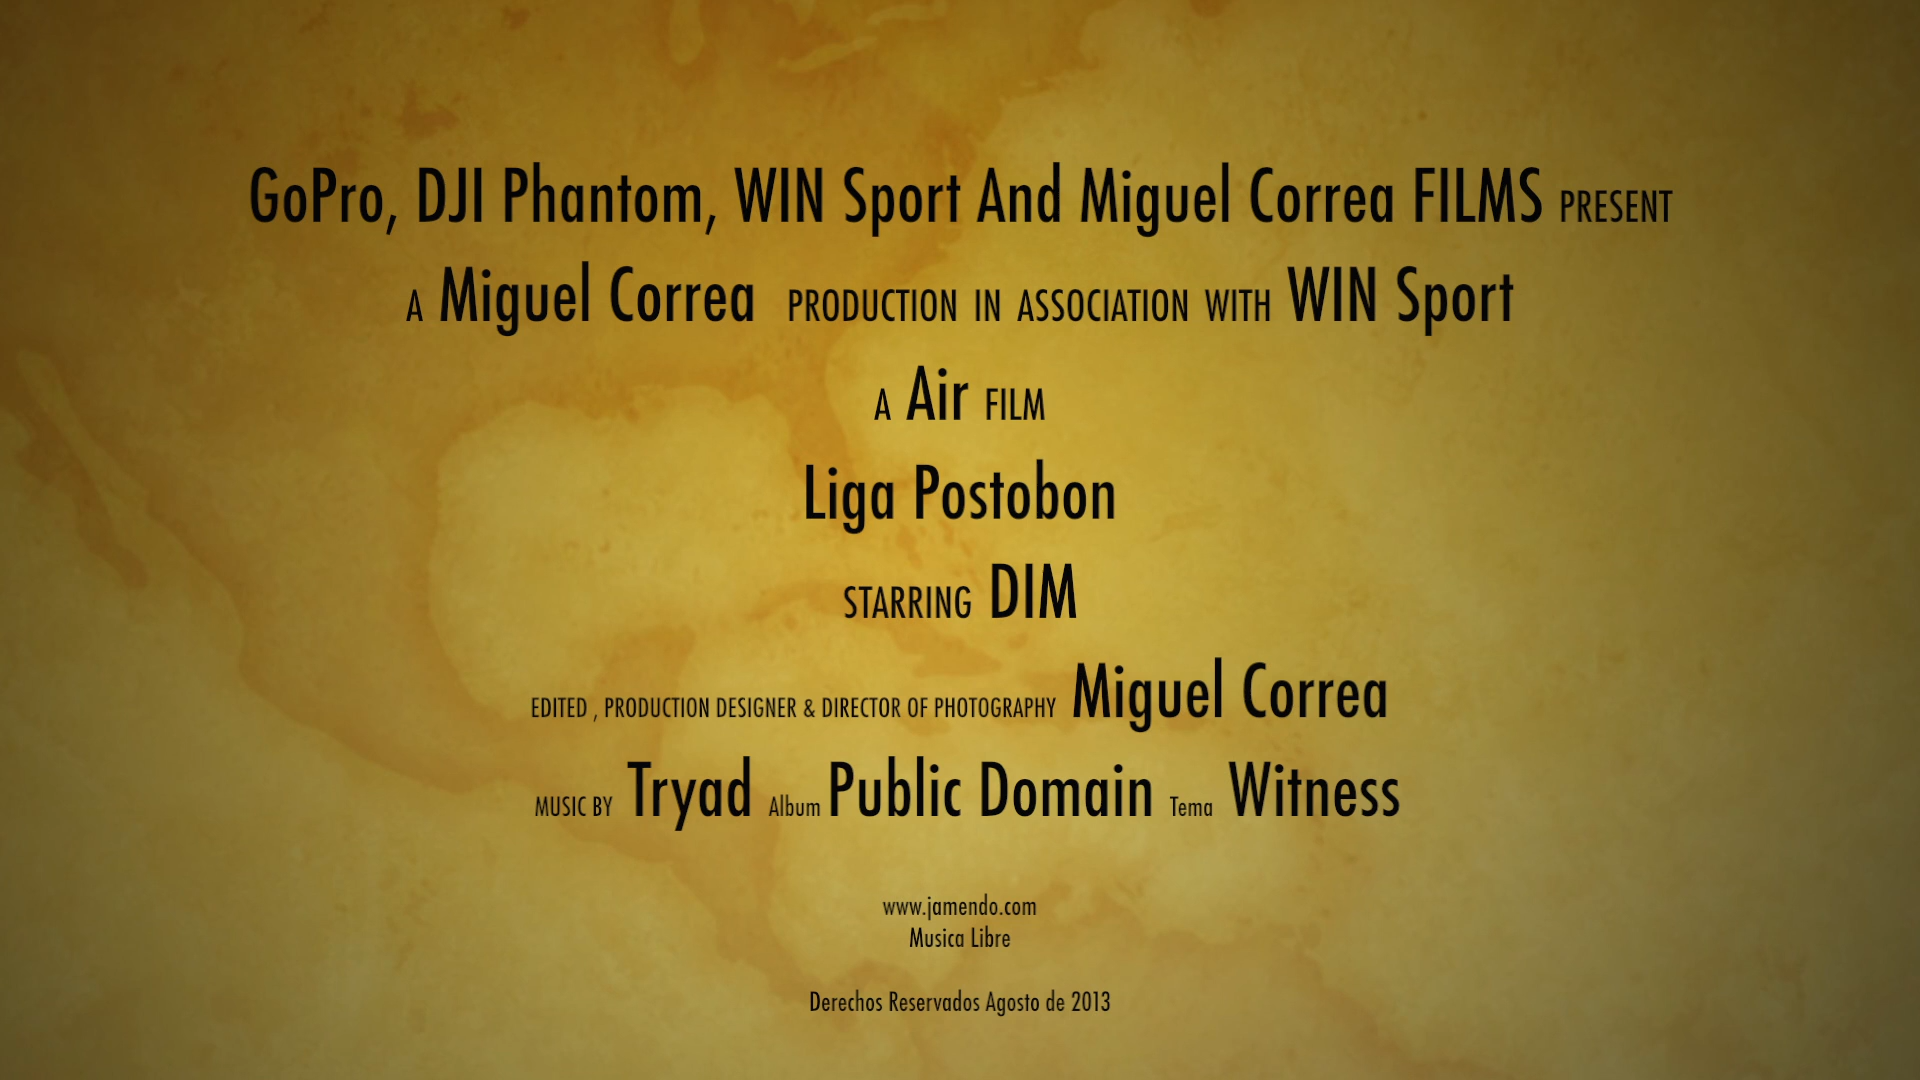 GoPro, DJI Phantom, WIN Sport And Miguel Correa FILMS PRESENT
A Miguel Correa PRODUCTION IN ASSOCIATION WITH WIN Sport
A Air FILM
Liga Postobon
STARRING DIM
EDITED , PRODUCTION DESIGNER & DIRECTOR OF PHOTOGRAPHY Miguel Correa
MUSIC BY Tryad Album Public Domain Tema Witness
www.jamendo.com
Musica Libre
Derechos Reservados Agosto de 2013